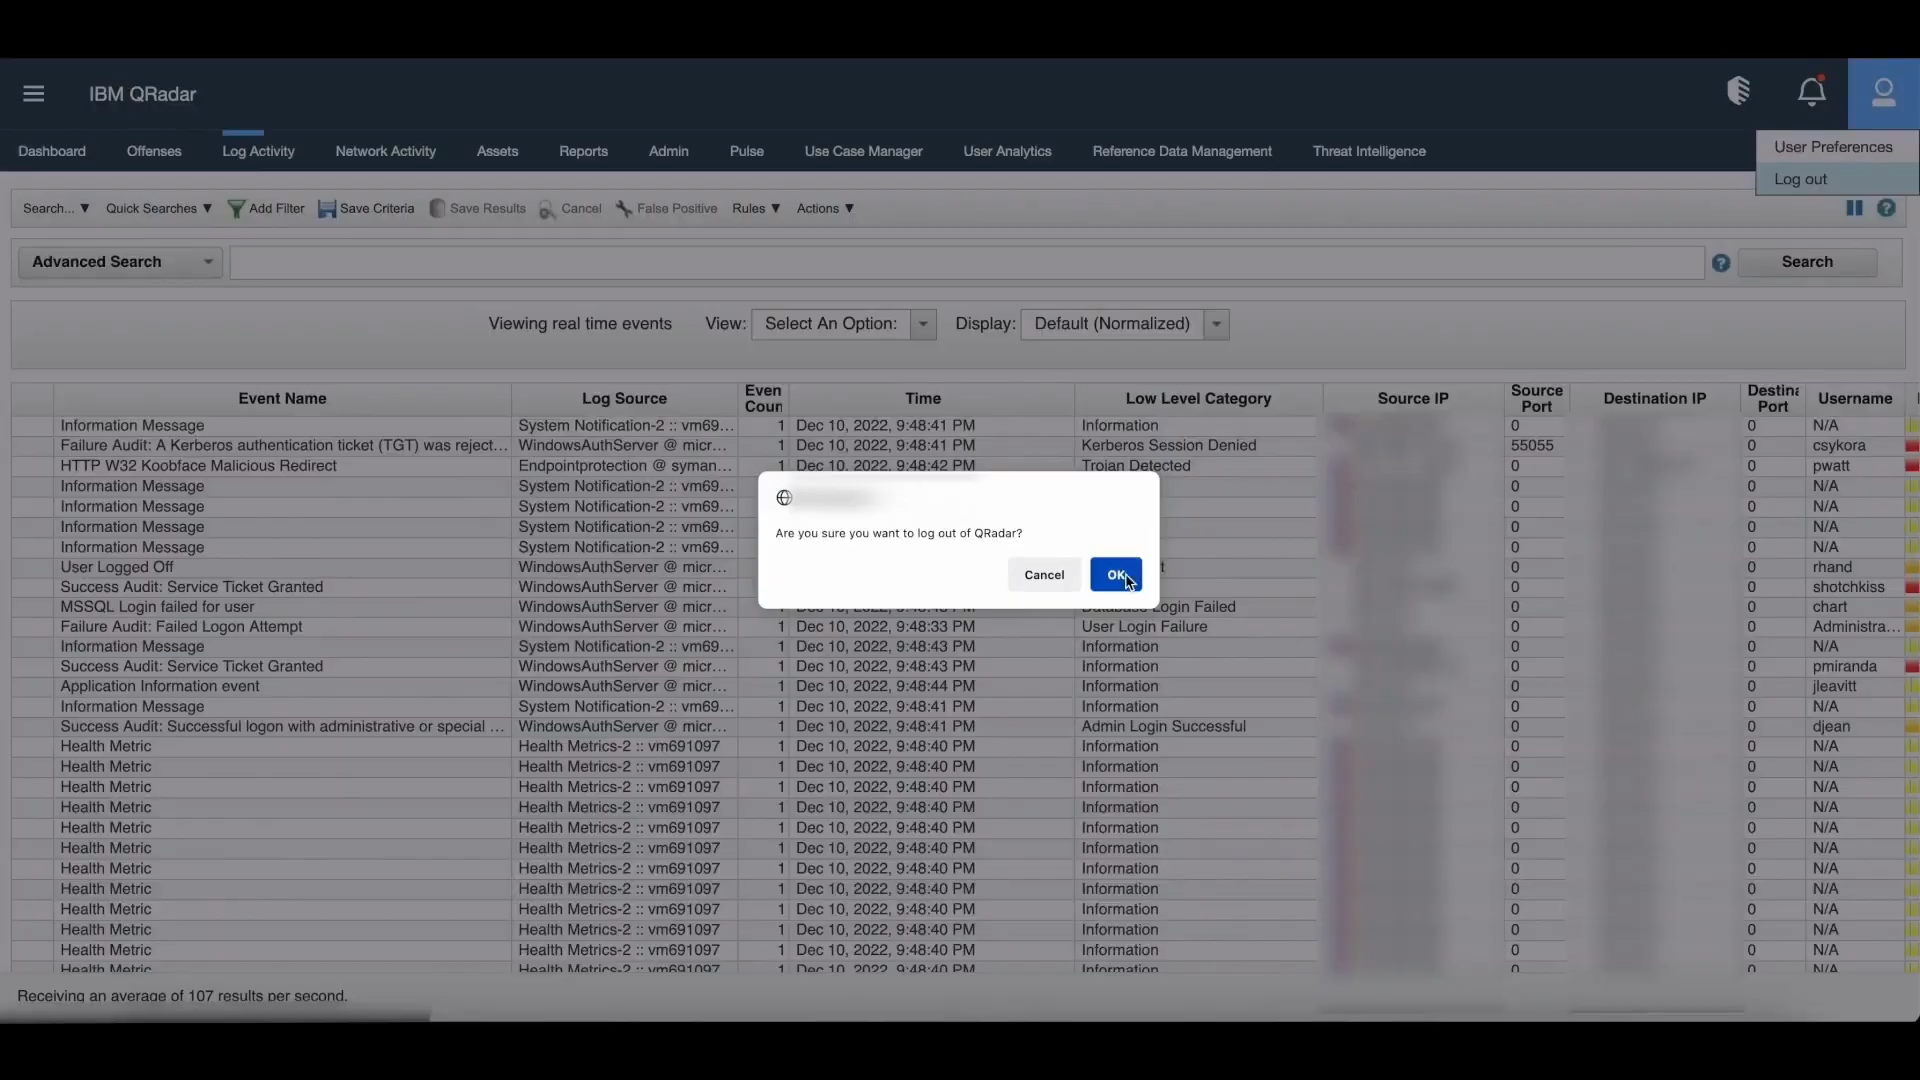 IBM QRadar
Dashboard Offenses Log Activity Network Activity Assets Reports Admin Pulse Use Case Manager User Analytics Reference Data Management Threat Intelligence
User Preferences
Log out
Search... ▼ Quick Searches ▼ Add Filter Save Criteria Save Results Cancel False Positive Rules ▼ Actions ▼
Advanced Search Search
Viewing real time events View: Select An Option: Display: Default (Normalized)
Event Name Log Source Even Coun Time Low Level Category Source IP Source Port Destination IP Destina Port Username
Information Message System Notification-2 :: vm69... 1 Dec 10, 2022, 9:48:41 PM Information 0 0 N/A
Failure Audit: A Kerberos authentication ticket (TGT) was reject... WindowsAuthServer @ micr... 1 Dec 10, 2022, 9:48:41 PM Kerberos Session Denied 55055 0 csykora
HTTP W32 Koobface Malicious Redirect Endpointprotection @ syman... 1 Dec 10, 2022, 9:48:42 PM Trojan Detected 0 0 pwatt
Information Message System Notification-2 :: vm69... 0 0 N/A
Information Message System Notification-2 :: vm69... 0 0 N/A
Information Message System Notification-2 :: vm69... 0 0 N/A
Information Message System Notification-2 :: vm69... 0 0 N/A
User Logged Off WindowsAuthServer @ micr... t 0 0 rhand
Success Audit: Service Ticket Granted WindowsAuthServer @ micr... 0 0 shotchkiss
MSSQL Login failed for user WindowsAuthServer @ micr... 1 Database Login Failed 0 0 chart
Failure Audit: Failed Logon Attempt WindowsAuthServer @ micr... 1 Dec 10, 2022, 9:48:33 PM User Login Failure 0 0 Administra...
Information Message System Notification-2 :: vm69... 1 Dec 10, 2022, 9:48:43 PM Information 0 0 N/A
Success Audit: Service Ticket Granted WindowsAuthServer @ micr... 1 Dec 10, 2022, 9:48:43 PM Information 0 0 pmiranda
Application Information event WindowsAuthServer @ micr... 1 Dec 10, 2022, 9:48:44 PM Information 0 0 jleavitt
Information Message System Notification-2 :: vm69... 1 Dec 10, 2022, 9:48:41 PM Information 0 0 N/A
Success Audit: Successful logon with administrative or special ... WindowsAuthServer @ micr... 1 Dec 10, 2022, 9:48:41 PM Admin Login Successful 0 0 djean
Health Metric Health Metrics-2 :: vm691097 1 Dec 10, 2022, 9:48:40 PM Information 0 0 N/A
Health Metric Health Metrics-2 :: vm691097 1 Dec 10, 2022, 9:48:40 PM Information 0 0 N/A
Health Metric Health Metrics-2 :: vm691097 1 Dec 10, 2022, 9:48:40 PM Information 0 0 N/A
Health Metric Health Metrics-2 :: vm691097 1 Dec 10, 2022, 9:48:40 PM Information 0 0 N/A
Health Metric Health Metrics-2 :: vm691097 1 Dec 10, 2022, 9:48:40 PM Information 0 0 N/A
Health Metric Health Metrics-2 :: vm691097 1 Dec 10, 2022, 9:48:40 PM Information 0 0 N/A
Health Metric Health Metrics-2 :: vm691097 1 Dec 10, 2022, 9:48:40 PM Information 0 0 N/A
Health Metric Health Metrics-2 :: vm691097 1 Dec 10, 2022, 9:48:40 PM Information 0 0 N/A
Health Metric Health Metrics-2 :: vm691097 1 Dec 10, 2022, 9:48:40 PM Information 0 0 N/A
Health Metric Health Metrics-2 :: vm691097 1 Dec 10, 2022, 9:48:40 PM Information 0 0 N/A
Health Metric Health Metrics-2 :: vm691097 1 Dec 10, 2022, 9:48:40 PM Information 0 0 N/A
Health Metric Health Metrics-2 :: vm691097 1 Dec 10, 2022, 9:48:40 PM Information 0 0 N/A
Are you sure you want to log out of QRadar?
Cancel OK
Receiving an average of 107 results per second.